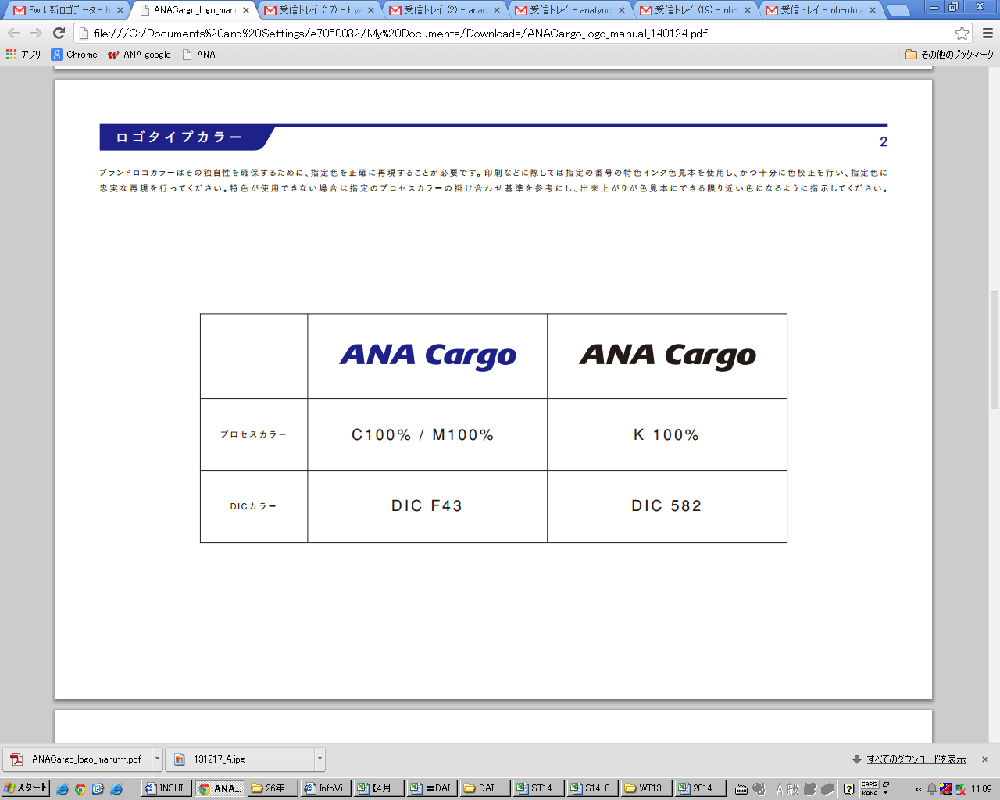 Fwd: 新ロゴデータ - h
ANACargo_logo_manu
受信トレイ (17) - h.ya
受信トレイ (2) - anac
受信トレイ - anatyoc
受信トレイ (19) - nh-
受信トレイ - nh-otoia
file:///C:/Documents%20and%20Settings/e7050032/My%20Documents/Downloads/ANACargo_logo_manual_140124.pdf
アプリ Chrome ANA google ANA その他のブックマーク
ロゴタイプカラー
2
ブランドロゴカラーはその独自性を確保するために、指定色を正確に再現することが必要です。印刷などに際しては指定の番号の特色インク色見本を使用し、かつ十分に色校正を行い、指定色に
忠実な再現を行ってください。特色が使用できない場合は指定のプロセスカラーの掛け合わせ基準を参考にし、出来上がりが色見本にできる限り近い色になるように指示してください。
ANA Cargo ANA Cargo
プロセスカラー C100% / M100% K 100%
DICカラー DIC F43 DIC 582
ANACargo_logo_manu….pdf 131217_A.jpg すべてのダウンロードを表示
スタート INSUI... ANA... 26年... InfoVi... 【4月... =DAI... DAIL... ST14-... S14-0... WT13... 2014... A 般 CAPS KANA 11:09